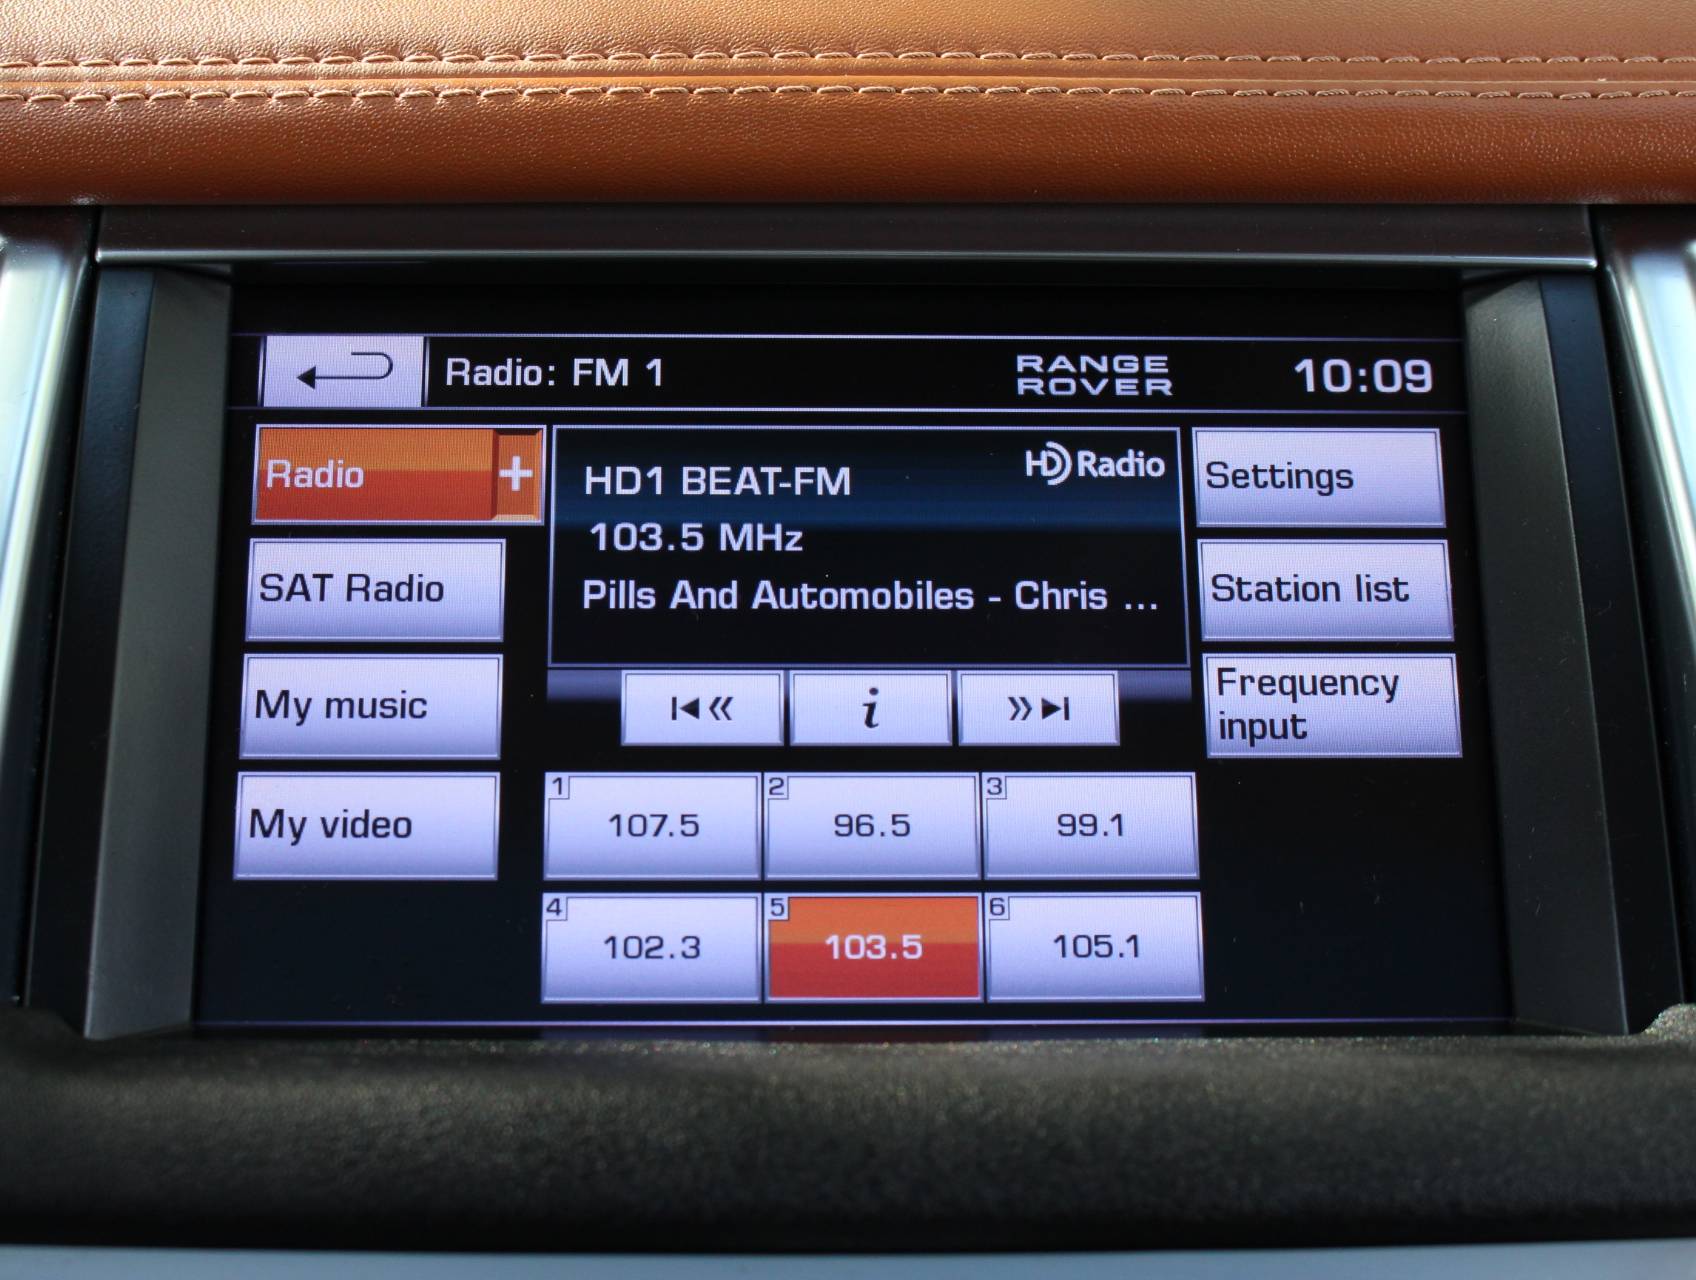 Radio: FM 1
RANGE
ROVER
10:09
Radio +
HD1 BEAT-FM
HD Radio
103.5 MHz
Pills And Automobiles - Chris ...
Settings
SAT Radio
Station list
My music
i
Frequency
input
My video
1 107.5
2 96.5
3 99.1
4 102.3
5 103.5
6 105.1